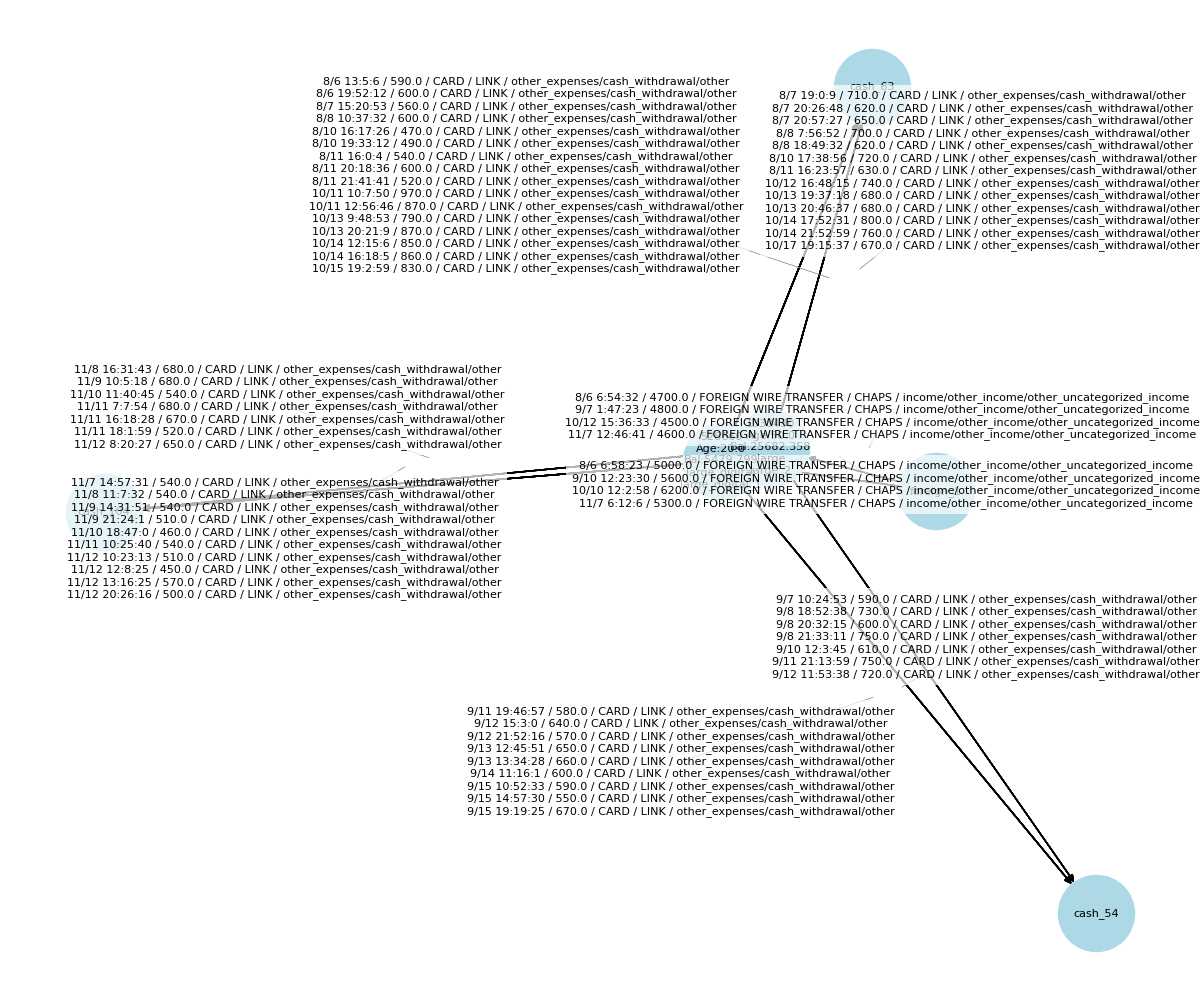 8/6 13:5:6 / 590.0 / CARD / LINK / other_expenses/cash_withdrawal/other
8/6 19:52:12 / 600.0 / CARD / LINK / other_expenses/cash_withdrawal/other
8/7 15:20:53 / 560.0 / CARD / LINK / other_expenses/cash_withdrawal/other
8/8 10:37:32 / 600.0 / CARD / LINK / other_expenses/cash_withdrawal/other
8/10 16:17:26 / 470.0 / CARD / LINK / other_expenses/cash_withdrawal/other
8/10 19:33:12 / 490.0 / CARD / LINK / other_expenses/cash_withdrawal/other
8/11 16:0:4 / 540.0 / CARD / LINK / other_expenses/cash_withdrawal/other
8/11 20:18:36 / 600.0 / CARD / LINK / other_expenses/cash_withdrawal/other
8/11 21:41:41 / 520.0 / CARD / LINK / other_expenses/cash_withdrawal/other
10/11 10:7:50 / 970.0 / CARD / LINK / other_expenses/cash_withdrawal/other
10/11 12:56:46 / 870.0 / CARD / LINK / other_expenses/cash_withdrawal/other
10/13 9:48:53 / 790.0 / CARD / LINK / other_expenses/cash_withdrawal/other
10/13 20:21:9 / 870.0 / CARD / LINK / other_expenses/cash_withdrawal/other
10/14 12:15:6 / 850.0 / CARD / LINK / other_expenses/cash_withdrawal/other
10/14 16:18:5 / 860.0 / CARD / LINK / other_expenses/cash_withdrawal/other
10/15 19:2:59 / 830.0 / CARD / LINK / other_expenses/cash_withdrawal/other
cash_63
8/7 19:0:9 / 710.0 / CARD / LINK / other_expenses/cash_withdrawal/other
8/7 20:26:48 / 620.0 / CARD / LINK / other_expenses/cash_withdrawal/other
8/7 20:57:27 / 650.0 / CARD / LINK / other_expenses/cash_withdrawal/other
8/8 7:56:52 / 700.0 / CARD / LINK / other_expenses/cash_withdrawal/other
8/8 18:49:32 / 620.0 / CARD / LINK / other_expenses/cash_withdrawal/other
8/10 17:38:56 / 720.0 / CARD / LINK / other_expenses/cash_withdrawal/other
8/11 16:23:57 / 630.0 / CARD / LINK / other_expenses/cash_withdrawal/other
10/12 16:48:15 / 740.0 / CARD / LINK / other_expenses/cash_withdrawal/other
10/13 19:37:18 / 680.0 / CARD / LINK / other_expenses/cash_withdrawal/other
10/13 20:46:37 / 680.0 / CARD / LINK / other_expenses/cash_withdrawal/other
10/14 17:52:31 / 800.0 / CARD / LINK / other_expenses/cash_withdrawal/other
10/14 21:52:59 / 760.0 / CARD / LINK / other_expenses/cash_withdrawal/other
10/17 19:15:37 / 670.0 / CARD / LINK / other_expenses/cash_withdrawal/other
11/8 16:31:43 / 680.0 / CARD / LINK / other_expenses/cash_withdrawal/other
11/9 10:5:18 / 680.0 / CARD / LINK / other_expenses/cash_withdrawal/other
11/10 11:40:45 / 540.0 / CARD / LINK / other_expenses/cash_withdrawal/other
11/11 7:7:54 / 680.0 / CARD / LINK / other_expenses/cash_withdrawal/other
11/11 16:18:28 / 670.0 / CARD / LINK / other_expenses/cash_withdrawal/other
11/11 18:1:59 / 520.0 / CARD / LINK / other_expenses/cash_withdrawal/other
11/12 8:20:27 / 650.0 / CARD / LINK / other_expenses/cash_withdrawal/other
8/6 6:54:32 / 4700.0 / FOREIGN WIRE TRANSFER / CHAPS / income/other_income/other_uncategorized_income
9/7 1:47:23 / 4800.0 / FOREIGN WIRE TRANSFER / CHAPS / income/other_income/other_uncategorized_income
10/12 15:36:33 / 4500.0 / FOREIGN WIRE TRANSFER / CHAPS / income/other_income/other_uncategorized_income
11/7 12:46:41 / 4600.0 / FOREIGN WIRE TRANSFER / CHAPS / income/other_income/other_uncategorized_income
8/6 6:58:23 / 5000.0 / FOREIGN WIRE TRANSFER / CHAPS / income/other_income/other_uncategorized_income
9/10 12:23:30 / 5600.0 / FOREIGN WIRE TRANSFER / CHAPS / income/other_income/other_uncategorized_income
10/10 12:2:58 / 6200.0 / FOREIGN WIRE TRANSFER / CHAPS / income/other_income/other_uncategorized_income
11/7 6:12:6 / 5300.0 / FOREIGN WIRE TRANSFER / CHAPS / income/other_income/other_uncategorized_income
11/7 14:57:31 / 540.0 / CARD / LINK / other_expenses/cash_withdrawal/other
11/8 11:7:32 / 540.0 / CARD / LINK / other_expenses/cash_withdrawal/other
11/9 14:31:51 / 540.0 / CARD / LINK / other_expenses/cash_withdrawal/other
11/9 21:24:1 / 510.0 / CARD / LINK / other_expenses/cash_withdrawal/other
11/10 18:47:0 / 460.0 / CARD / LINK / other_expenses/cash_withdrawal/other
11/11 10:25:40 / 540.0 / CARD / LINK / other_expenses/cash_withdrawal/other
11/12 10:23:13 / 510.0 / CARD / LINK / other_expenses/cash_withdrawal/other
11/12 12:8:25 / 450.0 / CARD / LINK / other_expenses/cash_withdrawal/other
11/12 13:16:25 / 570.0 / CARD / LINK / other_expenses/cash_withdrawal/other
11/12 20:26:16 / 500.0 / CARD / LINK / other_expenses/cash_withdrawal/other
9/7 10:24:53 / 590.0 / CARD / LINK / other_expenses/cash_withdrawal/other
9/8 18:52:38 / 730.0 / CARD / LINK / other_expenses/cash_withdrawal/other
9/8 20:32:15 / 600.0 / CARD / LINK / other_expenses/cash_withdrawal/other
9/8 21:33:11 / 750.0 / CARD / LINK / other_expenses/cash_withdrawal/other
9/10 12:3:45 / 610.0 / CARD / LINK / other_expenses/cash_withdrawal/other
9/11 21:13:59 / 750.0 / CARD / LINK / other_expenses/cash_withdrawal/other
9/12 11:53:38 / 720.0 / CARD / LINK / other_expenses/cash_withdrawal/other
9/11 19:46:57 / 580.0 / CARD / LINK / other_expenses/cash_withdrawal/other
9/12 15:3:0 / 640.0 / CARD / LINK / other_expenses/cash_withdrawal/other
9/12 21:52:16 / 570.0 / CARD / LINK / other_expenses/cash_withdrawal/other
9/13 12:45:51 / 650.0 / CARD / LINK / other_expenses/cash_withdrawal/other
9/13 13:34:28 / 660.0 / CARD / LINK / other_expenses/cash_withdrawal/other
9/14 11:16:1 / 600.0 / CARD / LINK / other_expenses/cash_withdrawal/other
9/15 10:52:33 / 590.0 / CARD / LINK / other_expenses/cash_withdrawal/other
9/15 14:57:30 / 550.0 / CARD / LINK / other_expenses/cash_withdrawal/other
9/15 19:19:25 / 670.0 / CARD / LINK / other_expenses/cash_withdrawal/other
cash_54